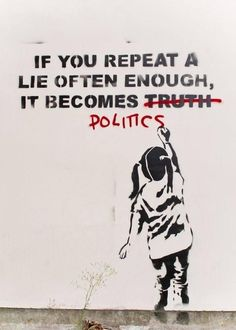 IF YOU REPEAT A
LIE OFTEN ENOUGH,
IT BECOMES TRUTH
POLITICS